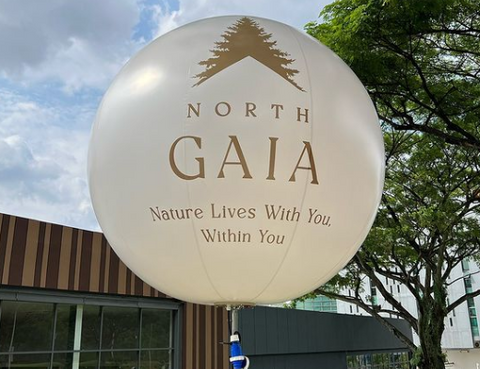 NORTH
GAIA
Nature Lives With You,
Within You